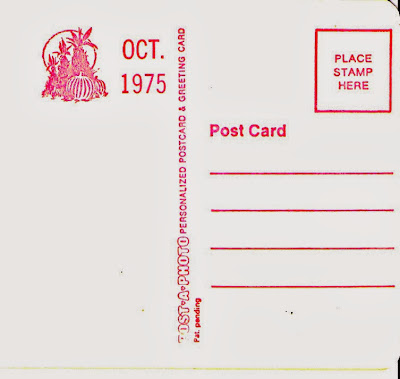 OCT.
1975
POST-A-PHOTO PERSONALIZED POSTCARD & GREETING CARD
Pat. pending
PLACE
STAMP
HERE
Post Card